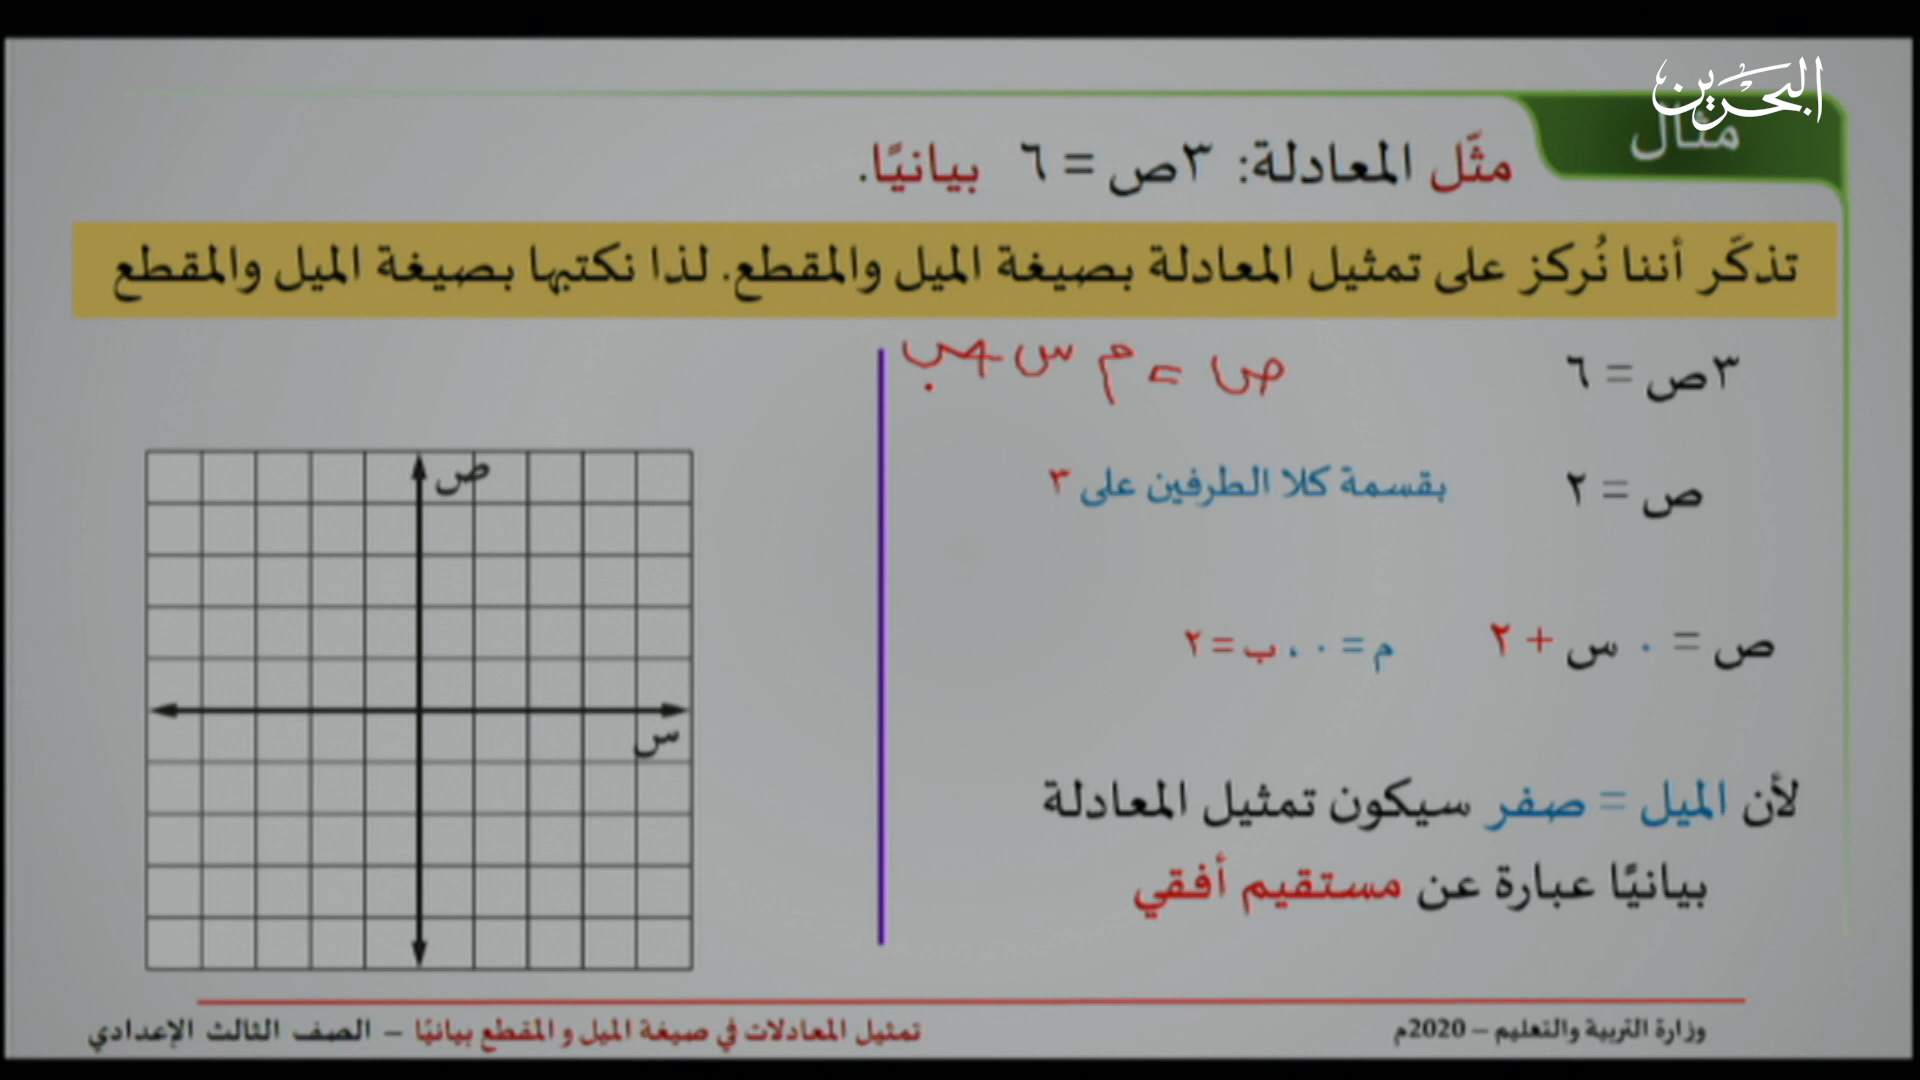 البحرين
مثال
مثّل المعادلة: ٣ص = ٦ بيانيًا.
تذكّر أننا نُركز على تمثيل المعادلة بصيغة الميل والمقطع. لذا نكتبها بصيغة الميل والمقطع
٣ص = ٦
ص = م س + ب
ص = ٢ بقسمة كلا الطرفين على ٣
ص = ٠ س + ٢ م = ٠ ، ب = ٢
لأن الميل = صفر سيكون تمثيل المعادلة
بيانيًا عبارة عن مستقيم أفقي
ص
س
وزارة التربية والتعليم – 2020م
تمثيل المعادلات في صيغة الميل و المقطع بيانيًا – الصف الثالث الإعدادي